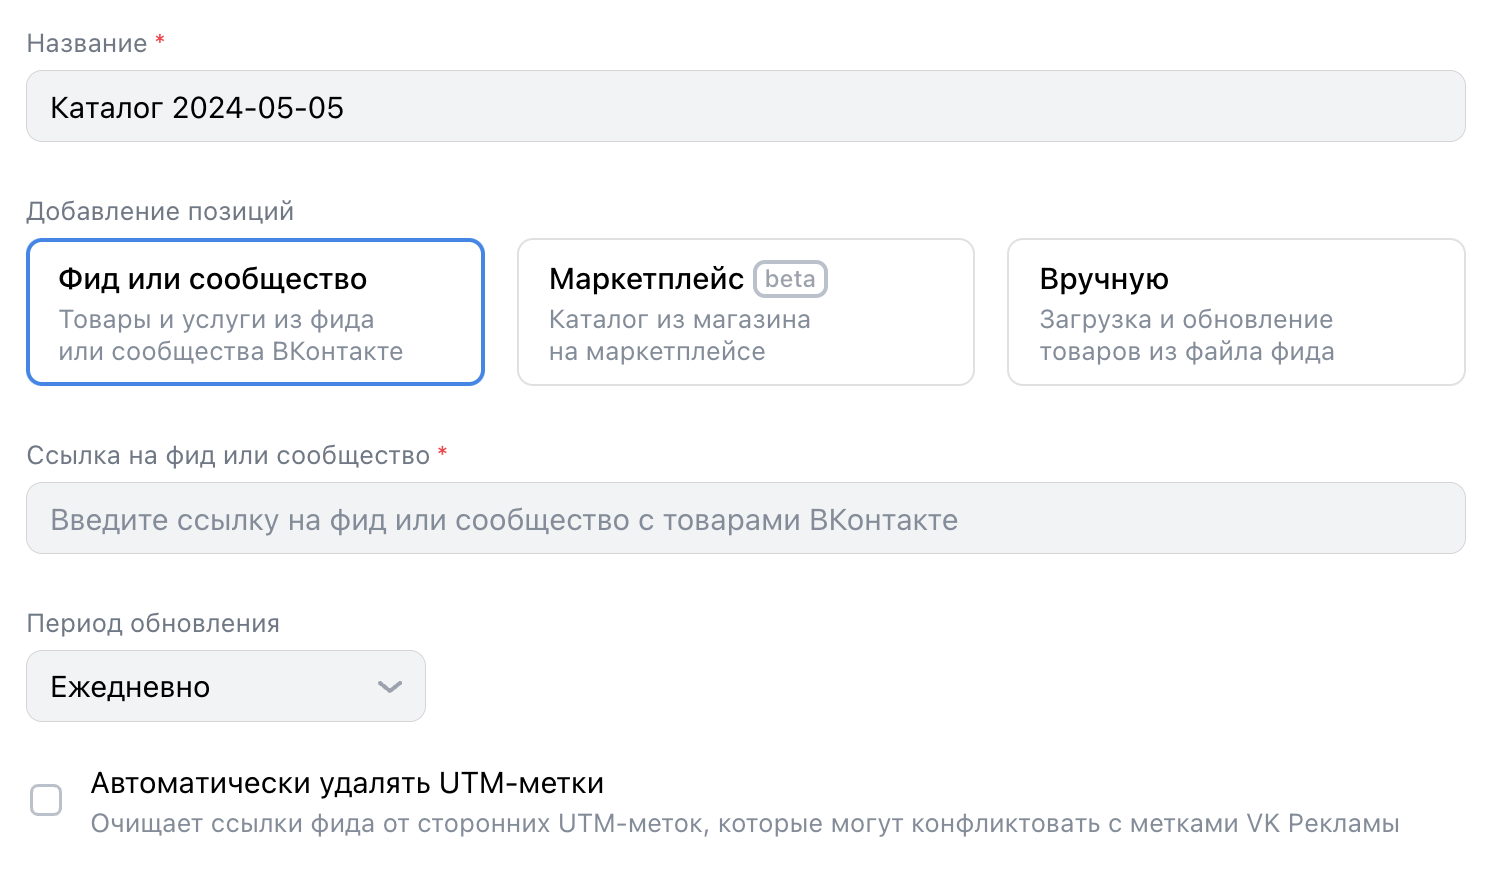 Название *
Каталог 2024-05-05
Добавление позиций
Фид или сообщество
Товары и услуги из фида
или сообщества ВКонтакте
Маркетплейс beta
Каталог из магазина
на маркетплейсе
Вручную
Загрузка и обновление
товаров из файла фида
Ссылка на фид или сообщество *
Введите ссылку на фид или сообщество с товарами ВКонтакте
Период обновления
Ежедневно
Автоматически удалять UTM-метки
Очищает ссылки фида от сторонних UTM-меток, которые могут конфликтовать с метками VK Рекламы